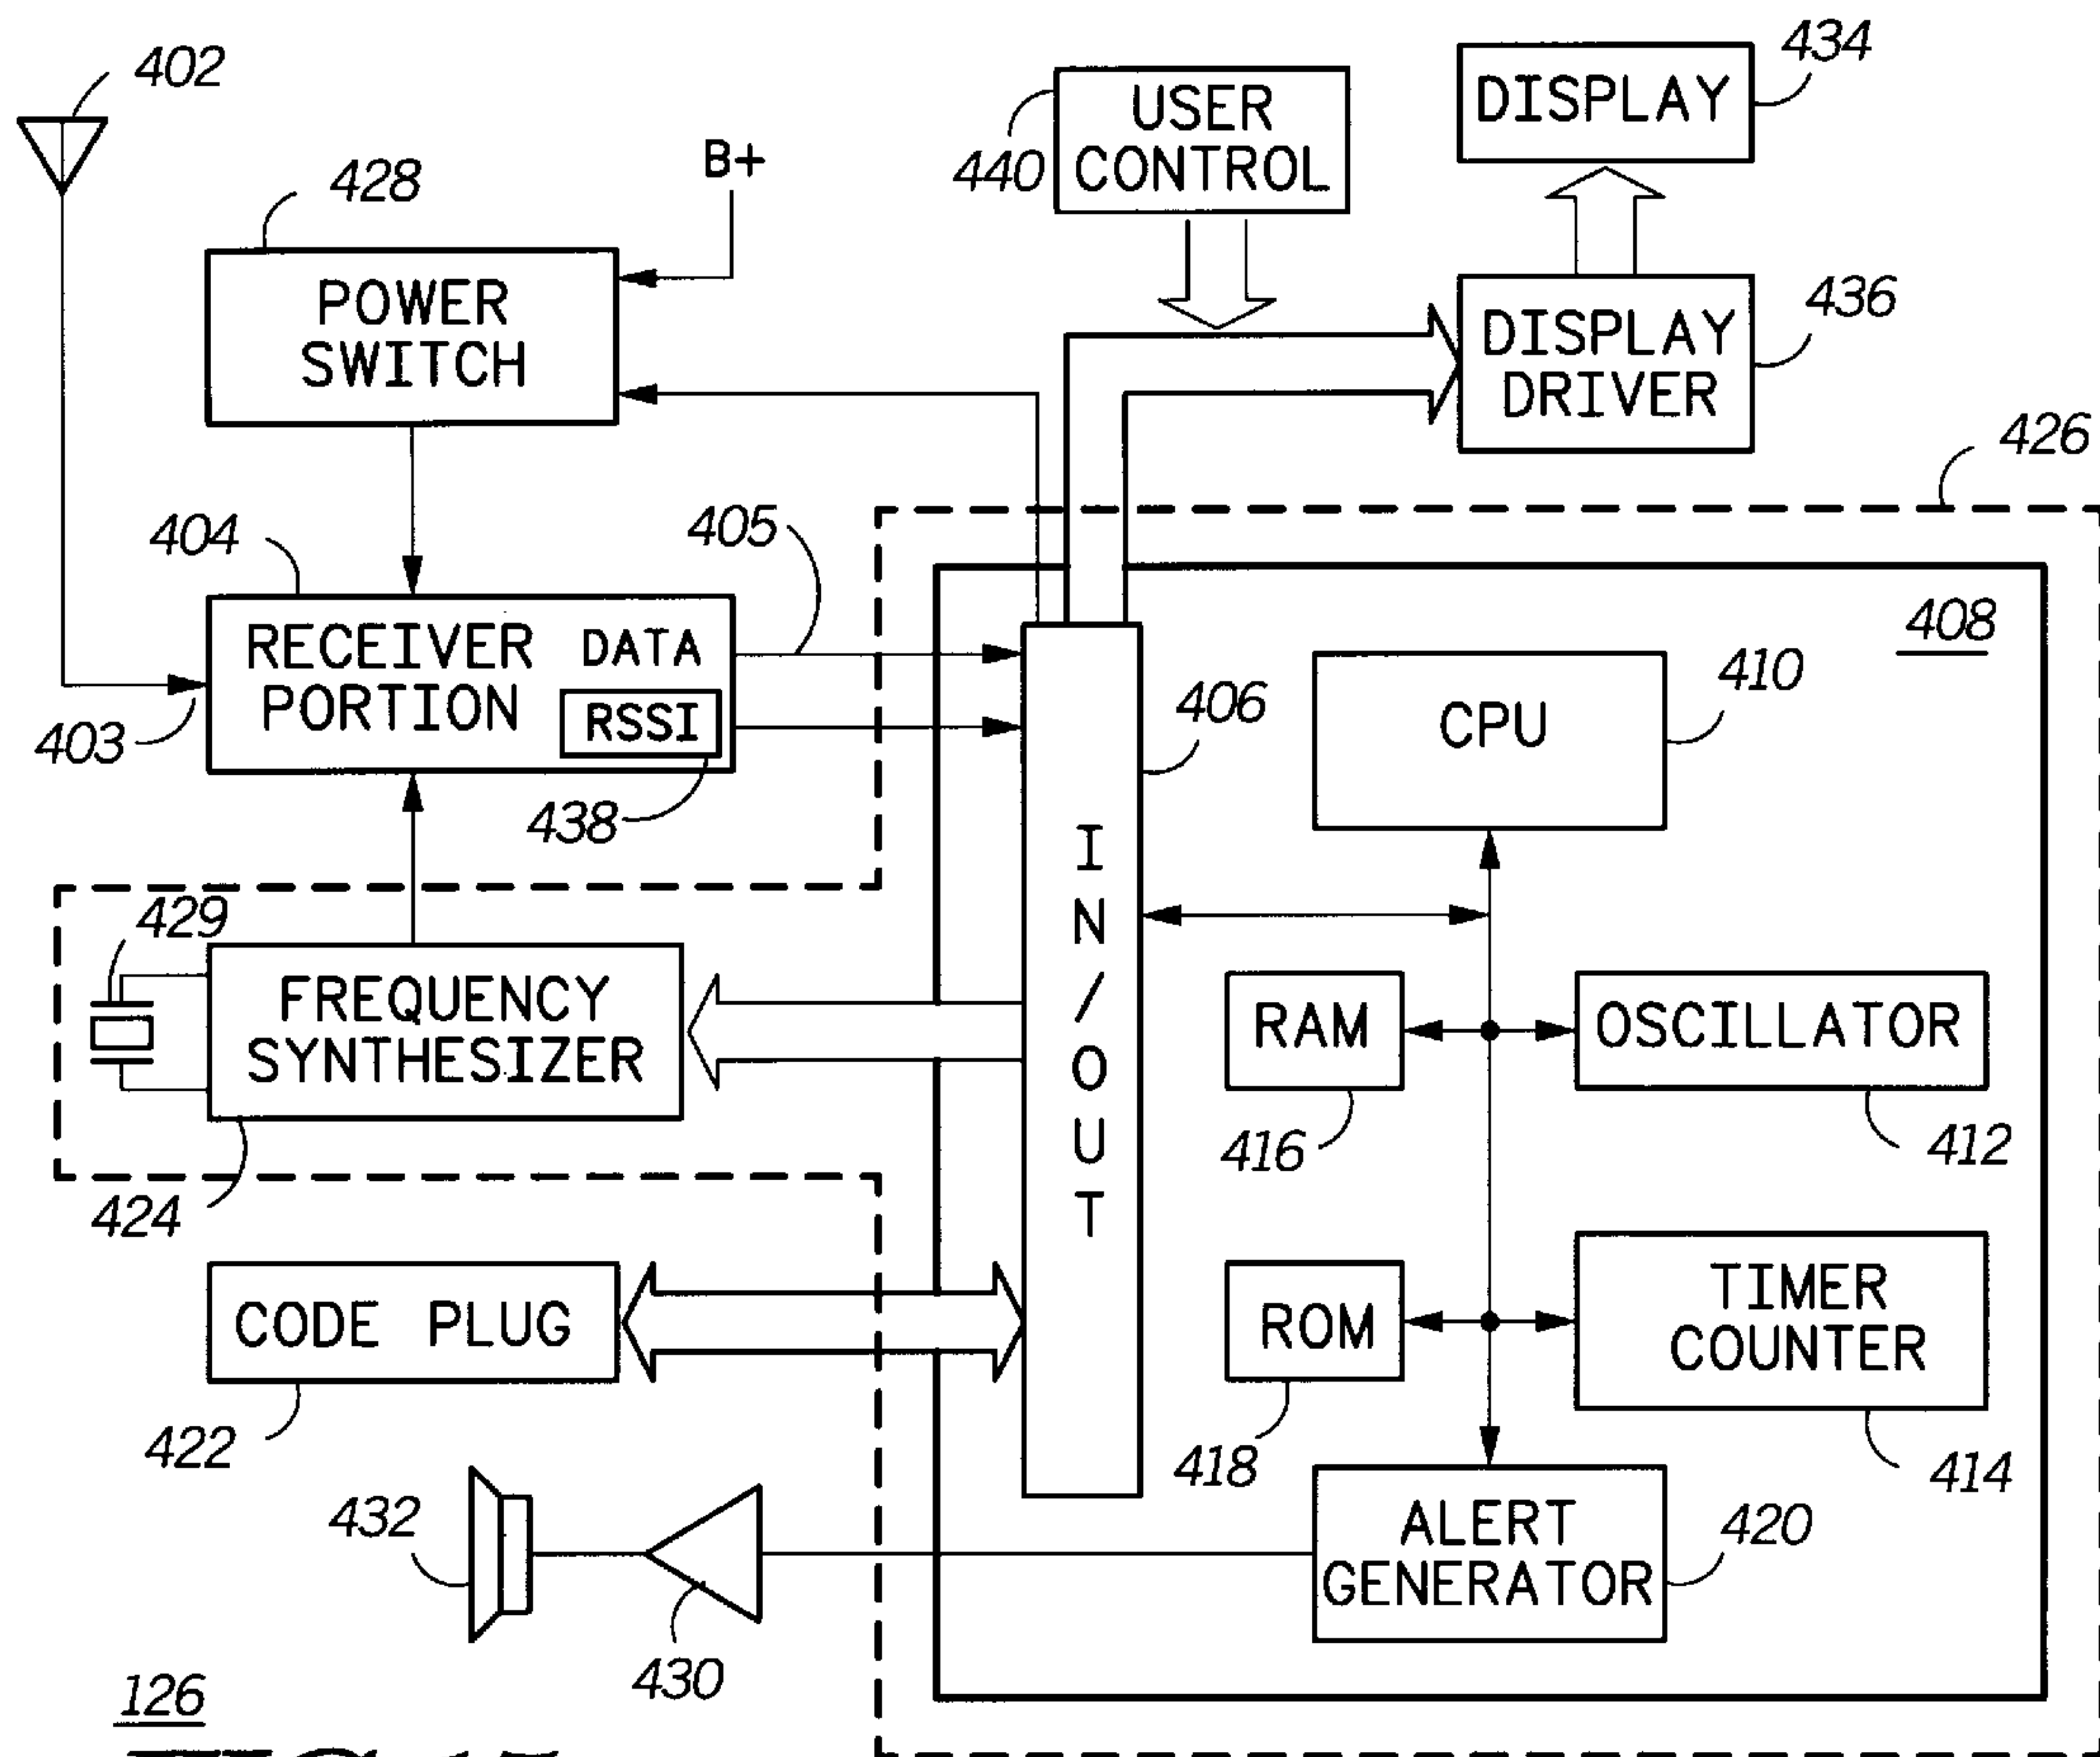 402
428
B+
440
USER
CONTROL
DISPLAY
434
POWER
SWITCH
DISPLAY
DRIVER
436
426
404
405
RECEIVER
PORTION
DATA
RSSI
403
438
408
406
CPU
410
IN/OUT
429
FREQUENCY
SYNTHESIZER
424
RAM
416
OSCILLATOR
412
CODE PLUG
422
ROM
418
TIMER
COUNTER
414
432
430
ALERT
GENERATOR
420
126